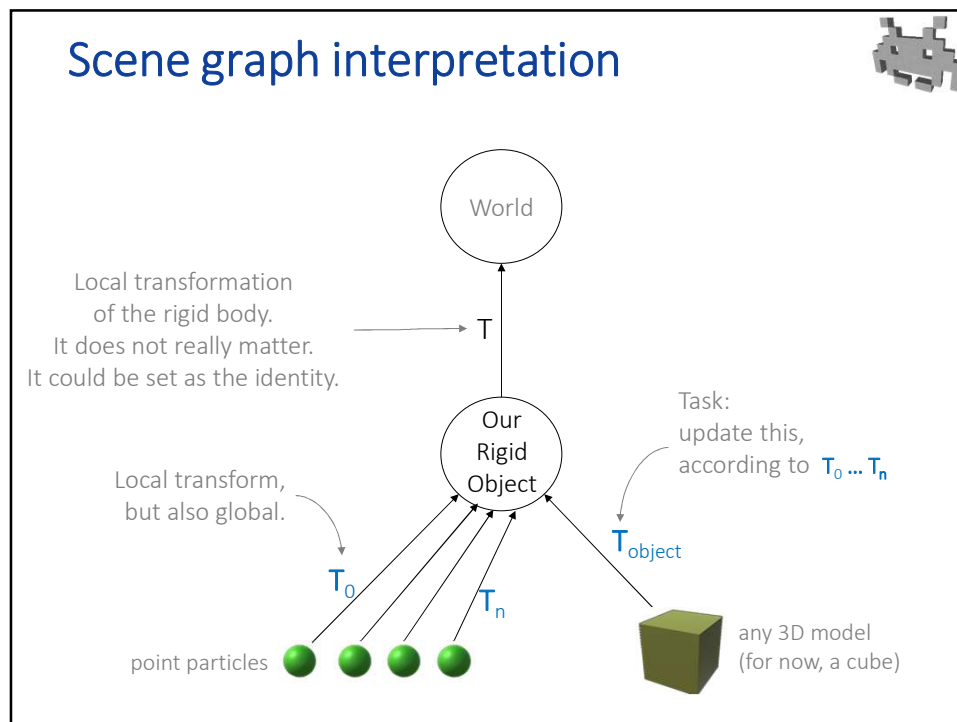 Scene graph interpretation
World
Local transformation
of the rigid body.
It does not really matter.
It could be set as the identity.
T
Our
Rigid
Object
Task:
update this,
according to T₀ ... Tₙ
Local transform,
but also global.
T₀
Tₙ
T_object
point particles
any 3D model
(for now, a cube)